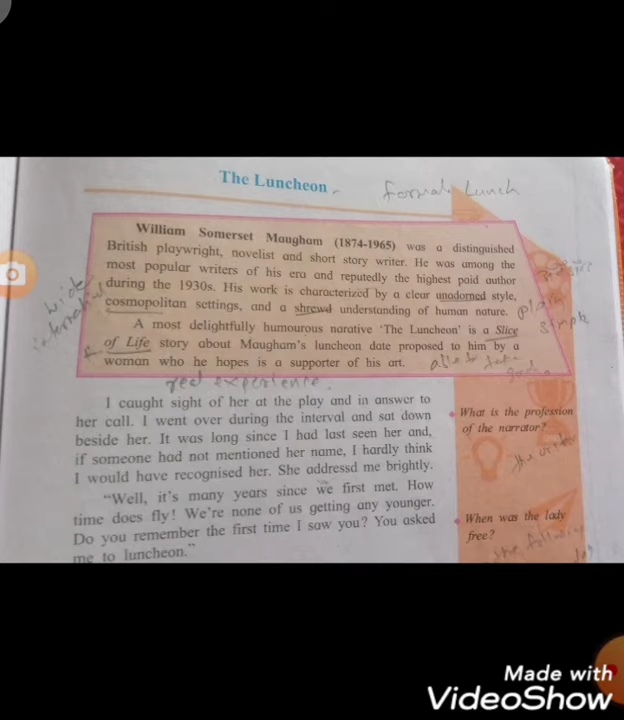 The Luncheon
formal Lunch
William Somerset Maugham (1874-1965) was a distinguished
British playwright, novelist and short story writer. He was among the
most popular writers of his era and reputedly the highest paid author
during the 1930s. His work is characterized by a clear unadorned style,
cosmopolitan settings, and a shrewd understanding of human nature.
A most delightfully humourous narative 'The Luncheon' is a Slice
of Life story about Maugham's luncheon date proposed to him by a
woman who he hopes is a supporter of his art.
wide
international
plain
simple
able to take
real experience
I caught sight of her at the play and in answer to
her call. I went over during the interval and sat down
beside her. It was long since I had last seen her and,
if someone had not mentioned her name, I hardly think
I would have recognised her. She addressd me brightly.
"Well, it's many years since we first met. How
time does fly! We're none of us getting any younger.
Do you remember the first time I saw you? You asked
me to luncheon."
What is the profession
of the narrator?
the writer
When was the lady
free?
the following
day
Made with
VideoShow